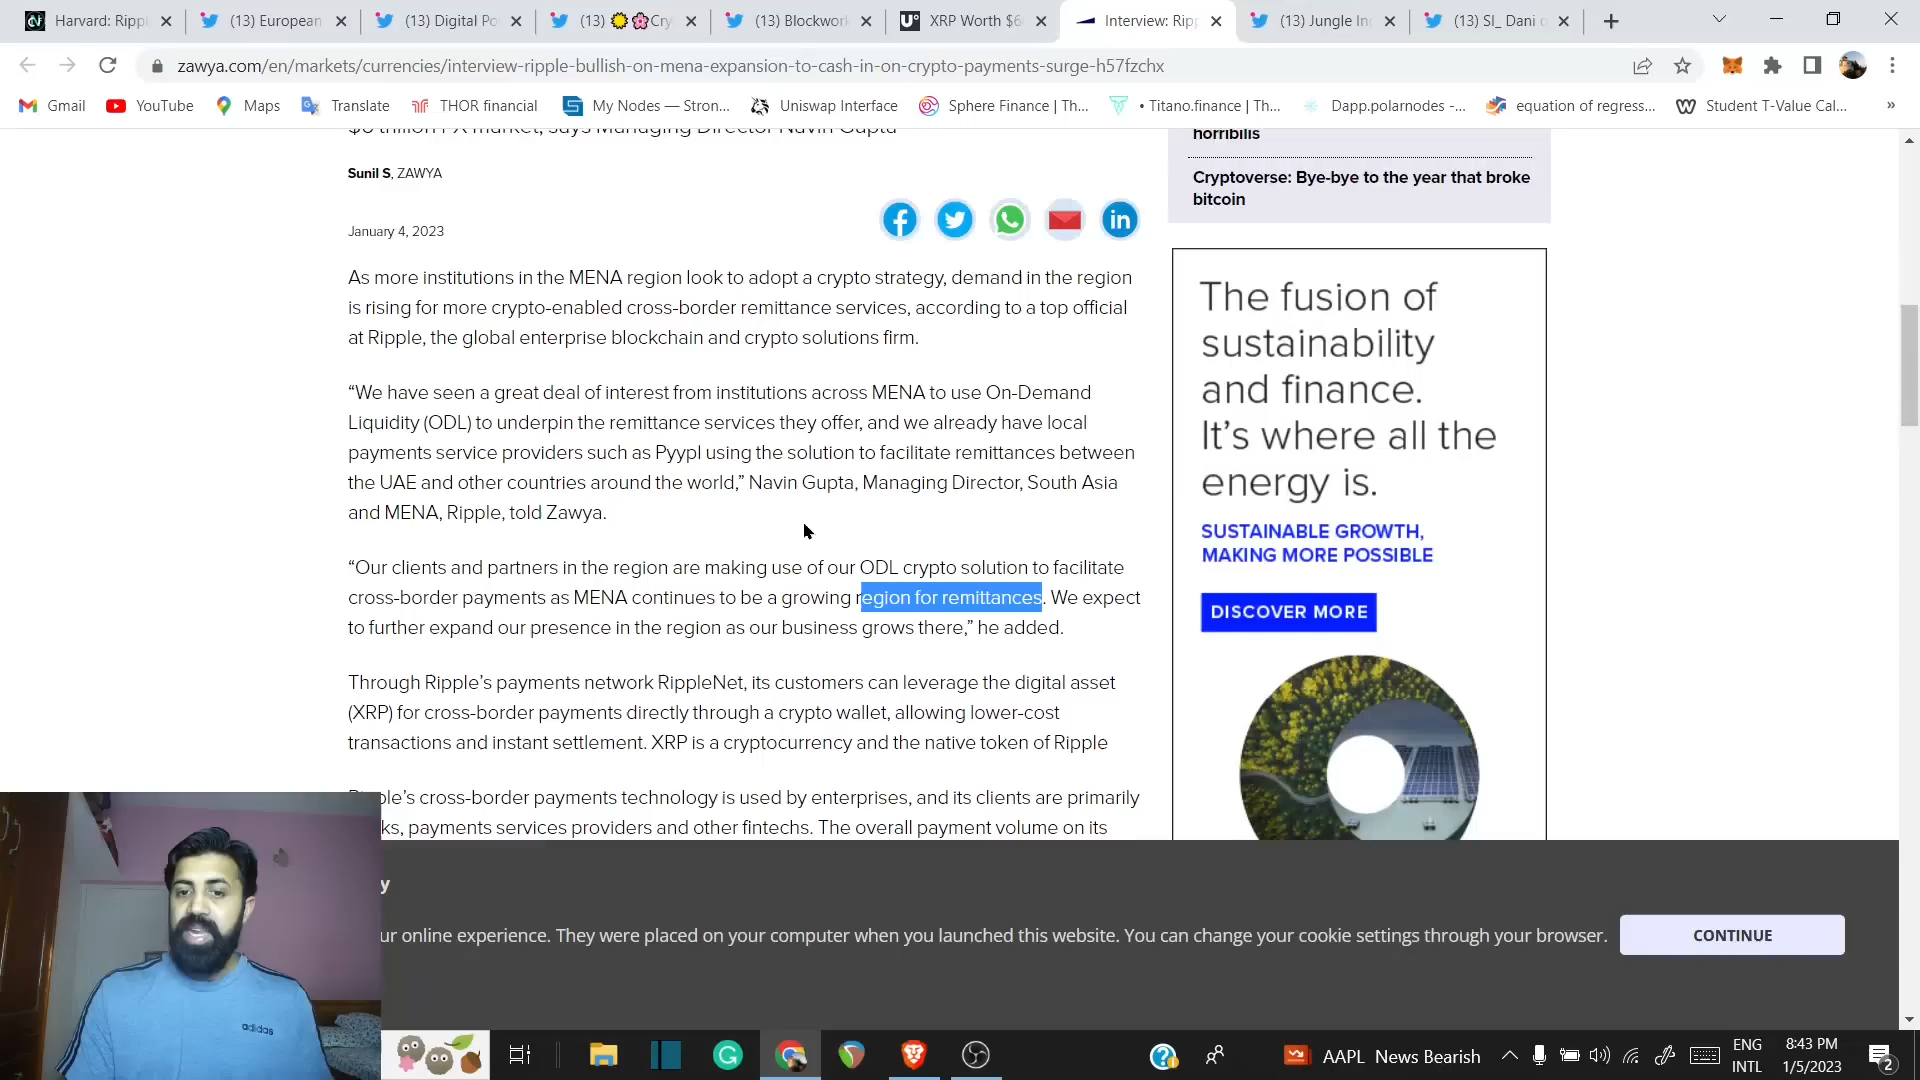 Harvard: Rippl
(13) European
(13) Digital Po
(13) 🌻🌸Cry
(13) Blockwork
XRP Worth $6
Interview: Ripp
(13) Jungle Inc
(13) SI_ Dani
zawya.com/en/markets/currencies/interview-ripple-bullish-on-mena-expansion-to-cash-in-on-crypto-payments-surge-h57fzchx
Gmail
YouTube
Maps
Translate
THOR financial
My Nodes — Stron...
Uniswap Interface
Sphere Finance | Th...
• Titano.finance | Th...
Dapp.polarnodes -...
equation of regress...
Student T-Value Cal...
»
$6 trillion FX market, says Managing Director Navin Gupta
Sunil S, ZAWYA
January 4, 2023
As more institutions in the MENA region look to adopt a crypto strategy, demand in the region
is rising for more crypto-enabled cross-border remittance services, according to a top official
at Ripple, the global enterprise blockchain and crypto solutions firm.
“We have seen a great deal of interest from institutions across MENA to use On-Demand
Liquidity (ODL) to underpin the remittance services they offer, and we already have local
payments service providers such as Pyypl using the solution to facilitate remittances between
the UAE and other countries around the world,” Navin Gupta, Managing Director, South Asia
and MENA, Ripple, told Zawya.
“Our clients and partners in the region are making use of our ODL crypto solution to facilitate
cross-border payments as MENA continues to be a growing region for remittances. We expect
to further expand our presence in the region as our business grows there,” he added.
Through Ripple’s payments network RippleNet, its customers can leverage the digital asset
(XRP) for cross-border payments directly through a crypto wallet, allowing lower-cost
transactions and instant settlement. XRP is a cryptocurrency and the native token of Ripple
ple’s cross-border payments technology is used by enterprises, and its clients are primarily
ks, payments services providers and other fintechs. The overall payment volume on its
horribilis
Cryptoverse: Bye-bye to the year that broke
bitcoin
The fusion of
sustainability
and finance.
It’s where all the
energy is.
SUSTAINABLE GROWTH,
MAKING MORE POSSIBLE
DISCOVER MORE
y
ur online experience. They were placed on your computer when you launched this website. You can change your cookie settings through your browser.
CONTINUE
adidas
AAPL News Bearish
ENG
INTL
8:43 PM
1/5/2023
2